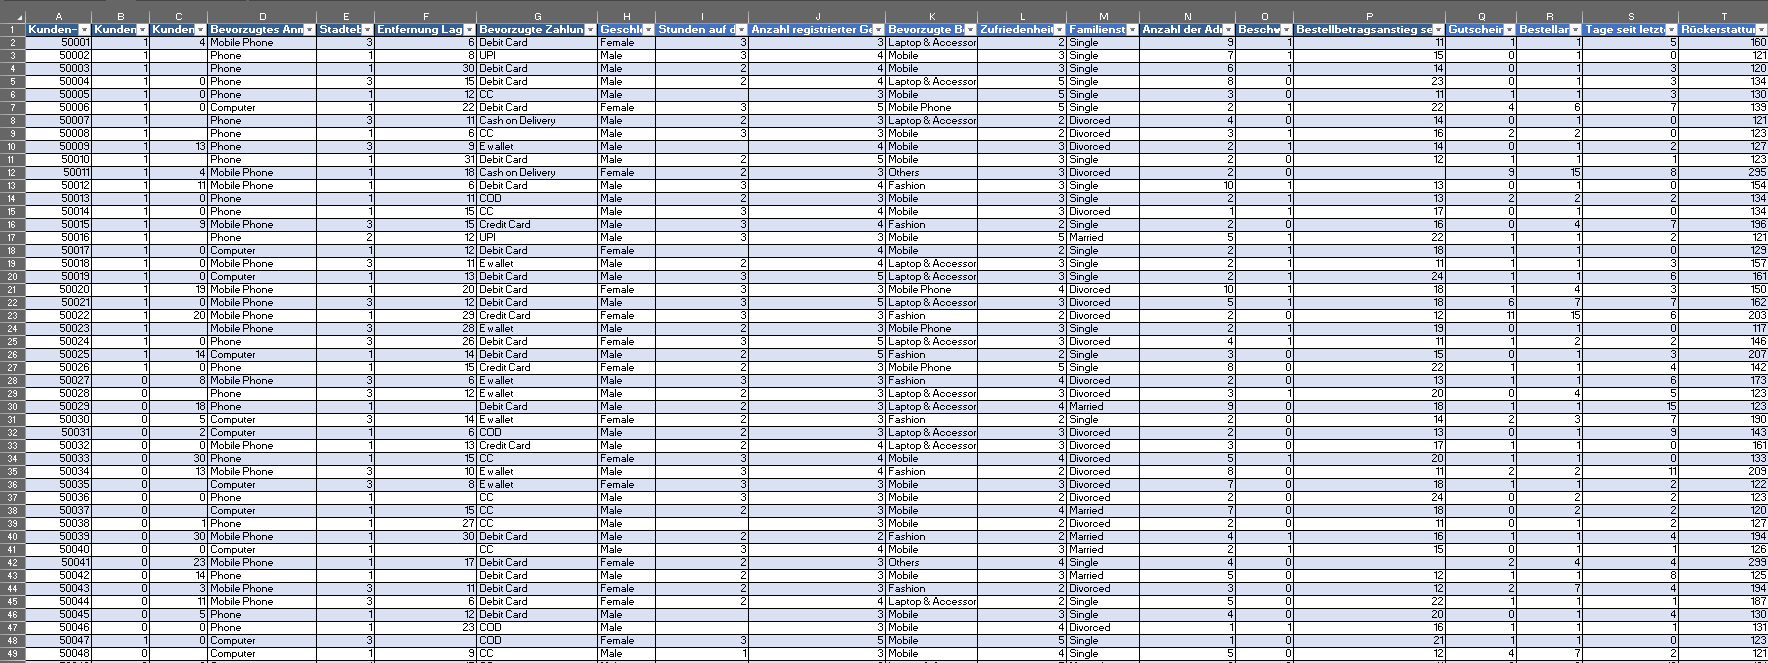 A B C D E F G H I J K L M N O P Q R S T
1 Kunden- Kunden Kunden Bevorzugtes Ann Stadtet Entfernung Lag Bevorzugte Zahlun Geschl Stunden auf d Anzahl registrierter Ge Bevorzugte B Zufriedenheit Familienst Anzahl der Adr Beschw Bestellbetragsanstieg se Gutschein Bestellar Tage seit letzt Rückerstattun
2 50001 1 4 Mobile Phone 3 6 Debit Card Female 3 3 Laptop & Accessor 2 Single 9 1 11 1 1 5 160
3 50002 1 Phone 1 8 UPI Male 3 4 Mobile 3 Single 7 1 15 0 1 0 121
4 50003 1 Phone 1 30 Debit Card Male 2 4 Mobile 3 Single 6 1 14 0 1 3 120
5 50004 1 0 Phone 3 15 Debit Card Male 2 4 Laptop & Accessor 5 Single 8 0 23 0 1 3 134
6 50005 1 0 Phone 1 12 CC Male 3 Mobile 5 Single 3 0 11 1 1 3 130
7 50006 1 0 Computer 1 22 Debit Card Female 3 5 Mobile Phone 5 Single 2 1 22 4 6 7 139
8 50007 1 Phone 3 11 Cash on Delivery Male 2 3 Laptop & Accessor 2 Divorced 4 0 14 0 1 0 121
9 50008 1 Phone 1 6 CC Male 3 3 Mobile 2 Divorced 3 1 16 2 2 0 123
10 50009 1 13 Phone 3 9 E wallet Male 4 Mobile 3 Divorced 2 1 14 0 1 2 127
11 50010 1 Phone 1 31 Debit Card Male 2 5 Mobile 3 Single 2 0 12 1 1 1 123
12 50011 1 4 Mobile Phone 1 18 Cash on Delivery Female 2 3 Others 3 Divorced 2 0 9 15 8 295
13 50012 1 11 Mobile Phone 1 6 Debit Card Male 3 4 Fashion 3 Single 10 1 13 0 1 0 154
14 50013 1 0 Phone 1 11 COD Male 2 3 Mobile 3 Single 2 1 13 2 2 2 134
15 50014 1 0 Phone 1 15 CC Male 3 4 Mobile 3 Divorced 1 1 17 0 1 0 134
16 50015 1 9 Mobile Phone 3 15 Credit Card Male 3 4 Fashion 2 Single 2 0 16 0 4 7 196
17 50016 1 Phone 2 12 UPI Male 3 3 Mobile 5 Married 5 1 22 1 1 2 121
18 50017 1 0 Computer 1 12 Debit Card Female 4 Mobile 2 Single 2 1 18 1 1 0 129
19 50018 1 0 Mobile Phone 3 11 E wallet Male 2 4 Laptop & Accessor 3 Single 2 1 11 1 1 3 157
20 50019 1 0 Computer 1 13 Debit Card Male 3 5 Laptop & Accessor 3 Single 2 1 24 1 1 6 161
21 50020 1 19 Mobile Phone 1 20 Debit Card Female 3 3 Mobile Phone 4 Divorced 10 1 18 1 4 3 150
22 50021 1 0 Mobile Phone 3 12 Debit Card Male 3 5 Laptop & Accessor 3 Divorced 5 1 18 6 7 7 162
23 50022 1 20 Mobile Phone 1 29 Credit Card Female 3 3 Fashion 2 Divorced 2 0 12 11 15 6 203
24 50023 1 Mobile Phone 3 28 E wallet Male 2 3 Mobile Phone 3 Single 2 1 19 0 1 0 117
25 50024 1 0 Phone 3 26 Debit Card Female 3 5 Laptop & Accessor 3 Divorced 4 1 11 1 2 2 146
26 50025 1 14 Computer 1 14 Debit Card Male 2 5 Fashion 2 Single 3 0 15 0 1 3 207
27 50026 1 0 Phone 1 15 Credit Card Female 2 3 Mobile Phone 5 Single 8 0 22 1 1 4 142
28 50027 0 8 Mobile Phone 3 6 E wallet Male 2 3 Fashion 4 Divorced 2 0 13 1 1 6 173
29 50028 0 Phone 3 12 E wallet Male 2 3 Laptop & Accessor 3 Divorced 3 1 20 0 4 5 123
30 50029 0 18 Phone 1 Debit Card Male 2 3 Laptop & Accessor 4 Married 9 0 18 1 1 15 123
31 50030 0 5 Computer 3 14 E wallet Female 2 3 Fashion 2 Single 2 0 14 2 3 7 190
32 50031 0 2 Computer 1 6 COD Male 2 3 Laptop & Accessor 3 Divorced 2 0 13 0 1 9 143
33 50032 0 0 Mobile Phone 1 13 Credit Card Male 2 4 Laptop & Accessor 4 Divorced 3 0 17 1 1 0 161
34 50033 0 30 Phone 1 15 CC Female 3 4 Mobile 4 Divorced 5 1 20 1 1 0 133
35 50034 0 13 Mobile Phone 3 10 E wallet Male 3 4 Fashion 2 Divorced 8 0 11 2 2 11 209
36 50035 0 Computer 3 8 E wallet Female 3 3 Mobile 3 Divorced 7 0 18 1 1 2 122
37 50036 0 0 Phone 1 CC Male 3 3 Mobile 2 Divorced 2 0 24 0 2 2 123
38 50037 0 Computer 1 15 CC Male 2 3 Mobile 4 Married 7 0 18 0 2 2 120
39 50038 0 1 Phone 1 27 CC Male 3 3 Mobile 2 Divorced 2 0 11 0 1 2 127
40 50039 0 30 Mobile Phone 1 30 Debit Card Male 2 2 Fashion 2 Married 4 1 16 1 1 4 194
41 50040 0 0 Computer 1 CC Male 3 4 Mobile 3 Married 2 1 15 0 1 1 126
42 50041 0 23 Mobile Phone 1 17 Debit Card Female 2 3 Others 4 Single 4 0 2 4 4 299
43 50042 0 14 Phone 1 Debit Card Male 2 3 Mobile 3 Married 5 0 12 1 1 8 125
44 50043 0 3 Mobile Phone 3 11 Debit Card Female 2 3 Fashion 2 Divorced 3 0 12 2 7 4 194
45 50044 0 11 Mobile Phone 3 6 Debit Card Female 2 4 Laptop & Accessor 2 Single 5 0 22 1 1 1 187
46 50045 0 5 Phone 1 12 Debit Card Male 3 Mobile 3 Single 4 0 20 0 1 4 130
47 50046 0 0 Phone 1 23 COD Male 3 Mobile 4 Divorced 1 1 16 1 1 1 131
48 50047 1 0 Computer 3 COD Female 3 5 Mobile 5 Single 1 0 21 1 1 0 123
49 50048 0 Computer 1 9 CC Male 1 3 Mobile 4 Single 5 0 12 4 7 2 121